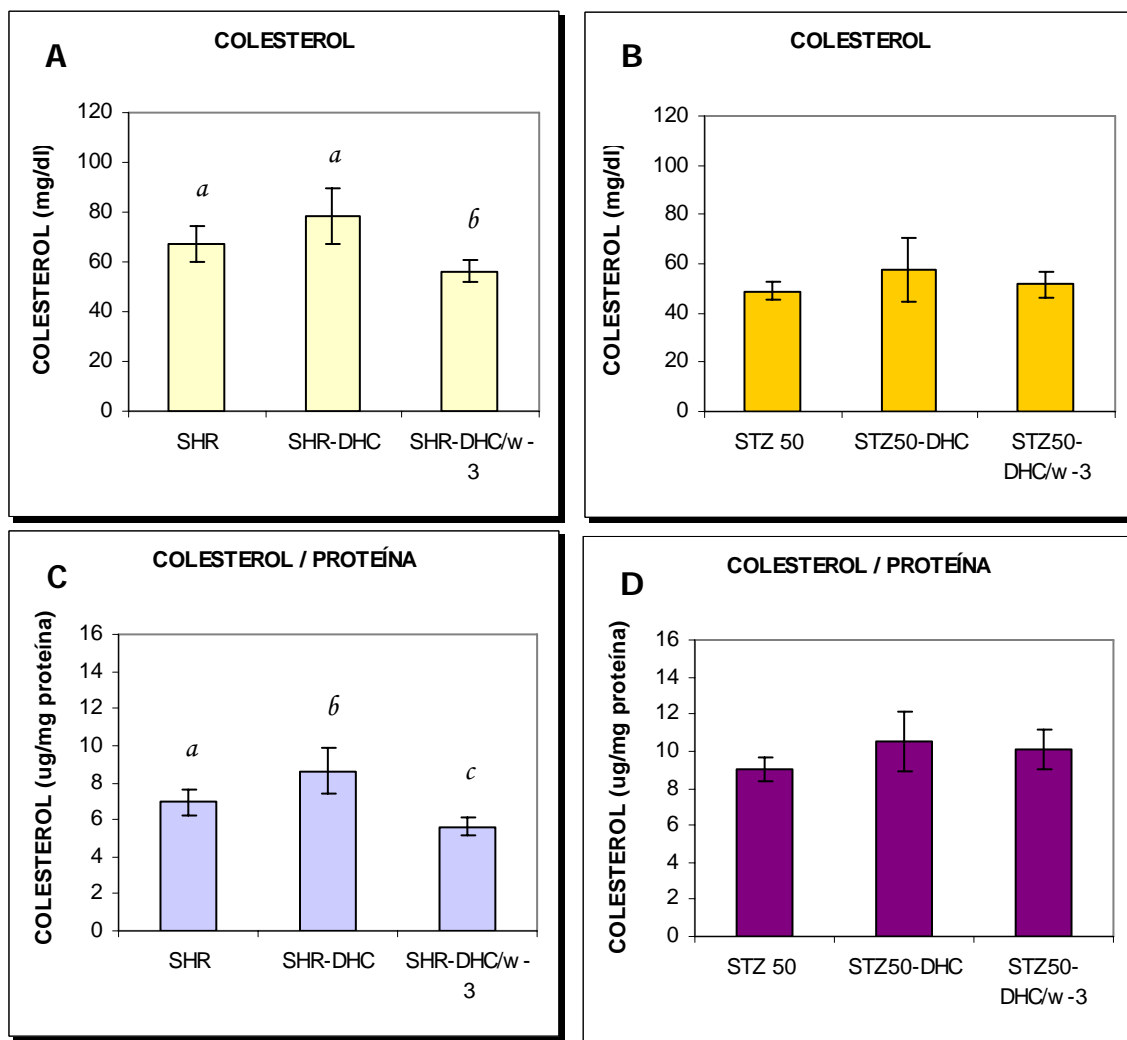 A
COLESTEROL
COLESTEROL (mg/dl)
120
100
80
60
40
20
0
a
a
b
SHR
SHR-DHC
SHR-DHC/w-
3
B
COLESTEROL
COLESTEROL (mg/dl)
120
100
80
60
40
20
0
STZ 50
STZ50-DHC
STZ50-
DHC/w-3
C
COLESTEROL / PROTEÍNA
COLESTEROL (ug/mg proteína)
16
14
12
10
8
6
4
2
0
a
b
c
SHR
SHR-DHC
SHR-DHC/w-
3
D
COLESTEROL / PROTEÍNA
COLESTEROL (ug/mg proteína)
16
14
12
10
8
6
4
2
0
STZ 50
STZ50-DHC
STZ50-
DHC/w-3